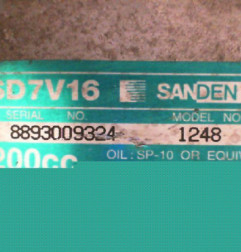 SD7V16 SANDEN
SERIAL NO. MODEL NO
8893009324 1248
200cc OIL: SP-10 OR EQUIV